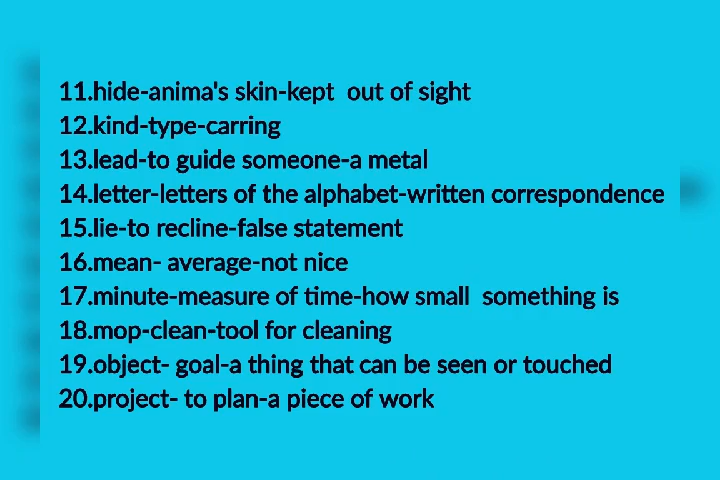 11.hide-anima's skin-kept  out of sight
12.kind-type-carring
13.lead-to guide someone-a metal
14.letter-letters of the alphabet-written correspondence
15.lie-to recline-false statement
16.mean- average-not nice
17.minute-measure of time-how small  something is
18.mop-clean-tool for cleaning
19.object- goal-a thing that can be seen or touched
20.project- to plan-a piece of work